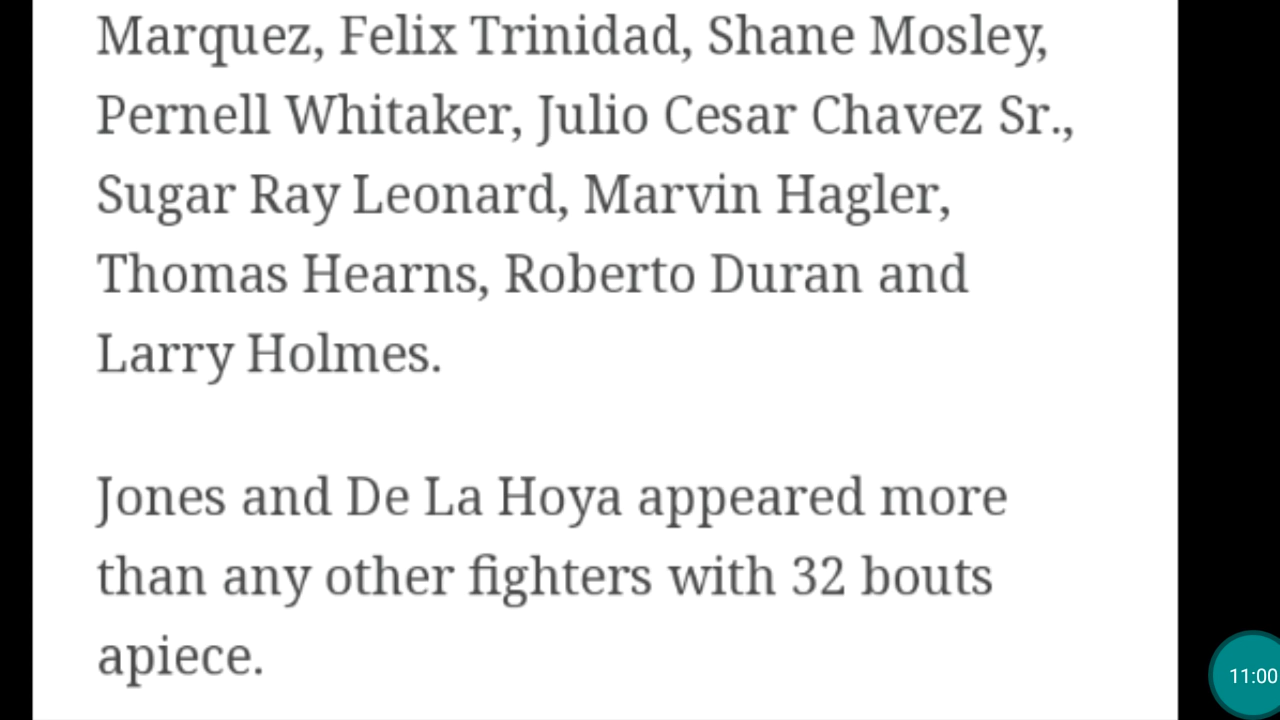 Marquez, Felix Trinidad, Shane Mosley,
Pernell Whitaker, Julio Cesar Chavez Sr.,
Sugar Ray Leonard, Marvin Hagler,
Thomas Hearns, Roberto Duran and
Larry Holmes.
Jones and De La Hoya appeared more
than any other fighters with 32 bouts
apiece.
11:00